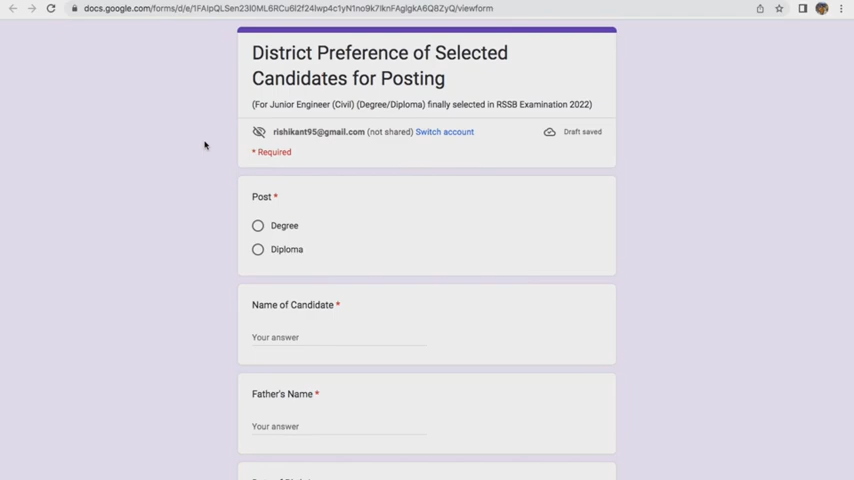 docs.google.com/forms/d/e/1FAIpQLSen23I0ML6RCu6l2f24Iwp4c1yN1no9k7IknFAgIgkA6Q8ZyQ/viewform
District Preference of Selected
Candidates for Posting
(For Junior Engineer (Civil) (Degree/Diploma) finally selected in RSSB Examination 2022)
rishikant95@gmail.com (not shared) Switch account Draft saved
* Required
Post *
Degree
Diploma
Name of Candidate *
Your answer
Father's Name *
Your answer